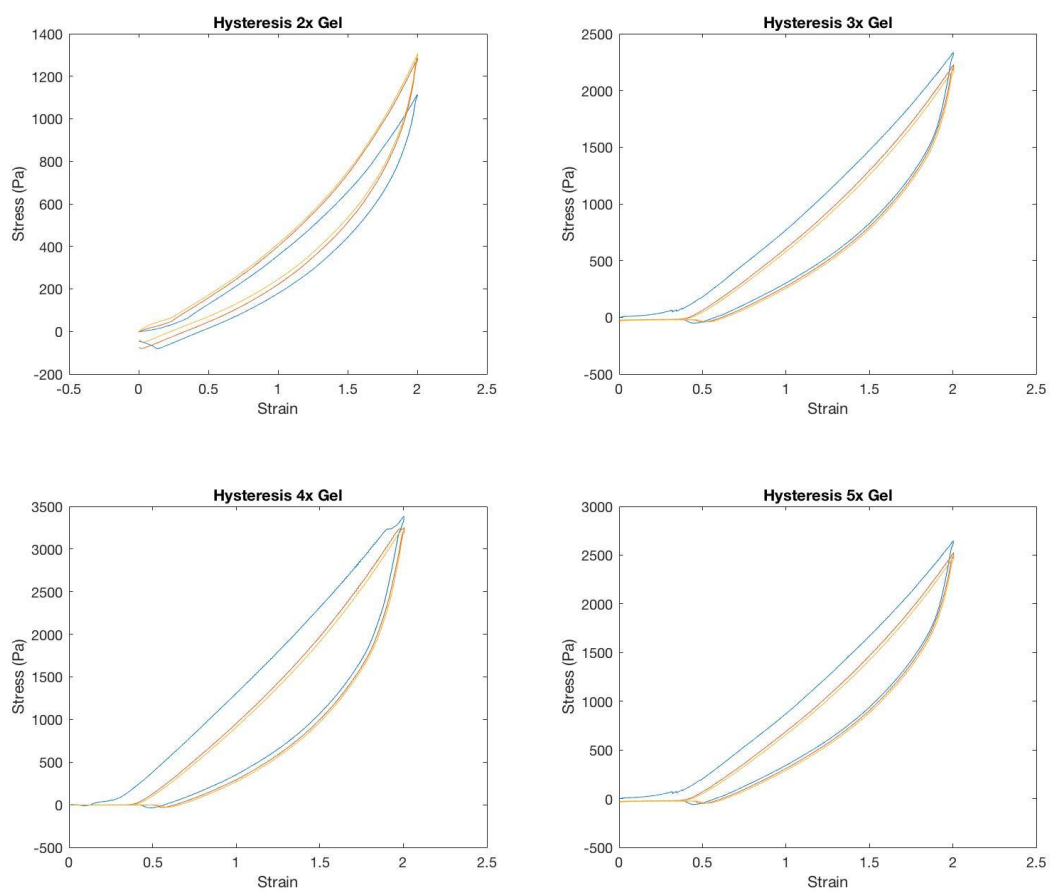 Hysteresis 2x Gel
1400
1200
1000
800
600
400
200
0
-200
-0.5 0 0.5 1 1.5 2 2.5
Stress (Pa)
Strain
Hysteresis 3x Gel
2500
2000
1500
1000
500
0
-500
0 0.5 1 1.5 2 2.5
Stress (Pa)
Strain
Hysteresis 4x Gel
3500
3000
2500
2000
1500
1000
500
0
-500
0 0.5 1 1.5 2 2.5
Stress (Pa)
Strain
Hysteresis 5x Gel
3000
2500
2000
1500
1000
500
0
-500
0 0.5 1 1.5 2 2.5
Stress (Pa)
Strain